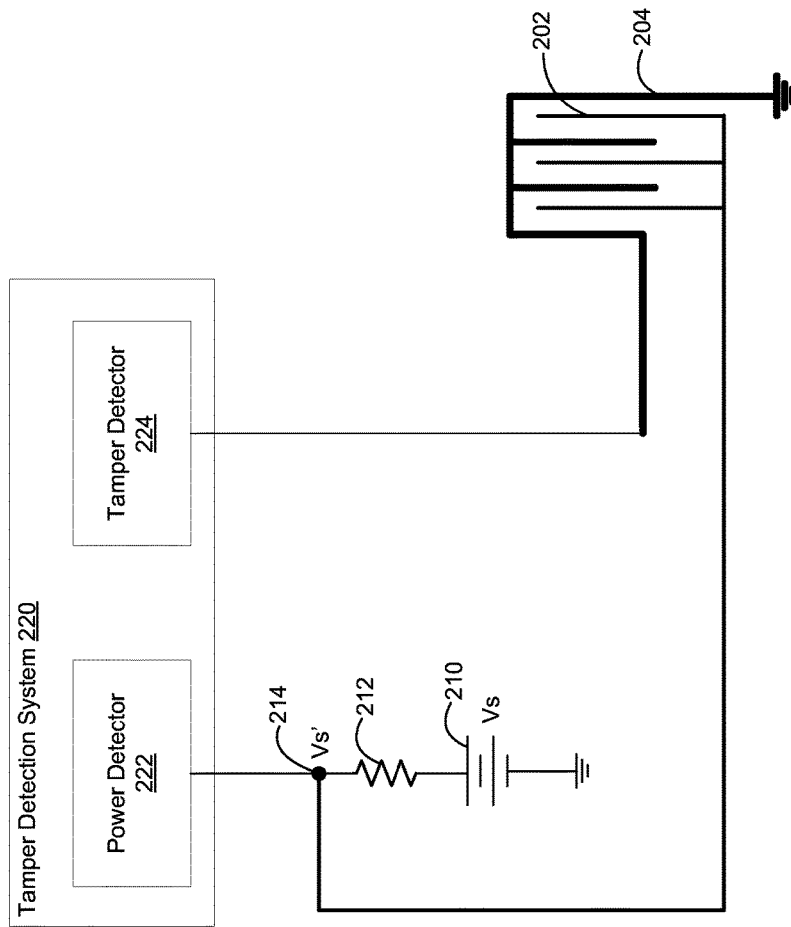 Tamper Detection System 220
Power Detector
222
Tamper Detector
224
214
Vs'
212
210
Vs
202
204